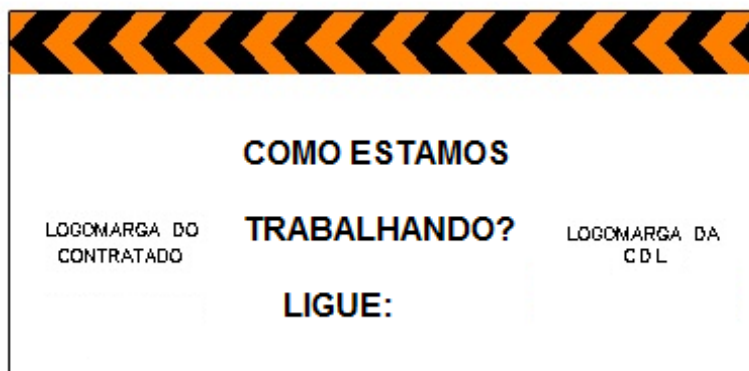 COMO ESTAMOS
TRABALHANDO?
LIGUE:
LOGOMARGA DO
CONTRATADO
LOGOMARGA DA
CDL